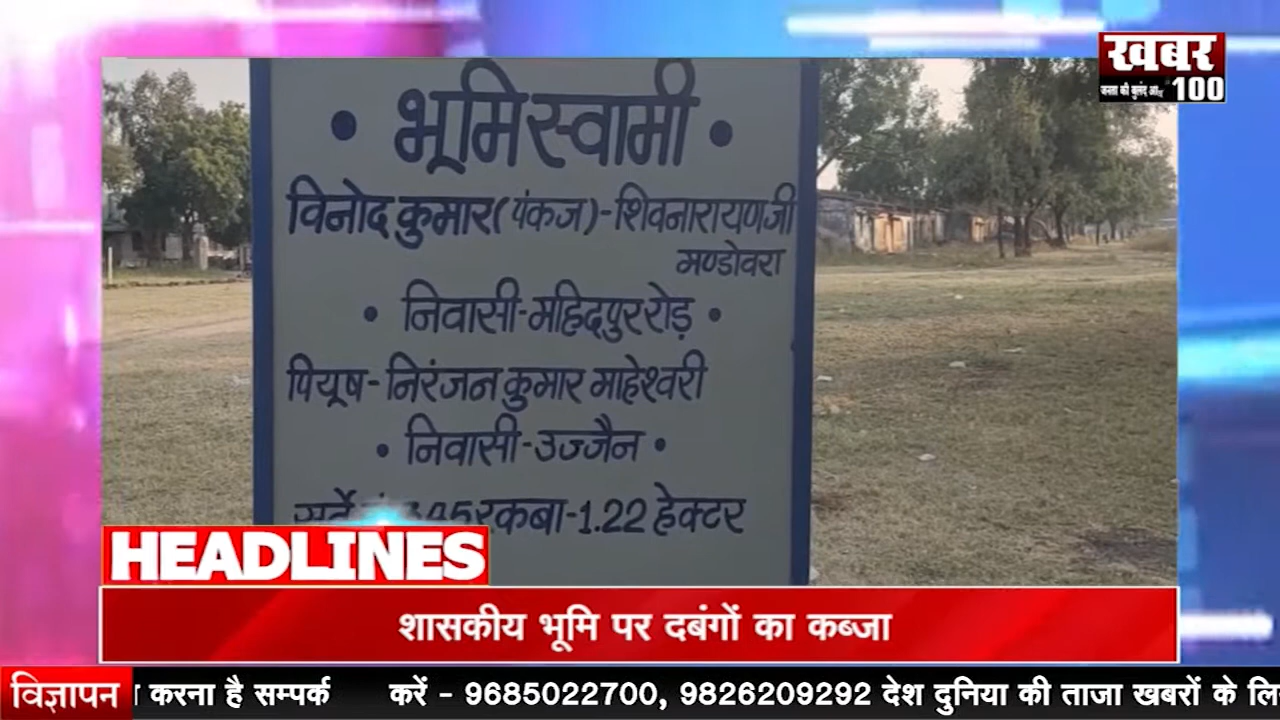 खबर
जनता की बुलंद आ
100
• भूमिस्वामी •
विनोद कुमार (पंकज)-शिवनारायणजी
मण्डोवरा
• निवासी-महिदपुर रोड़ •
पियूष-निरंजन कुमार माहेश्वरी
• निवासी-उज्जैन •
रकबा-1.22 हेक्टर
HEADLINES
शासकीय भूमि पर दबंगों का कब्जा
विज्ञापन
करना है सम्पर्क करें - 9685022700, 9826209292 देश दुनिया की ताजा खबरों के लि